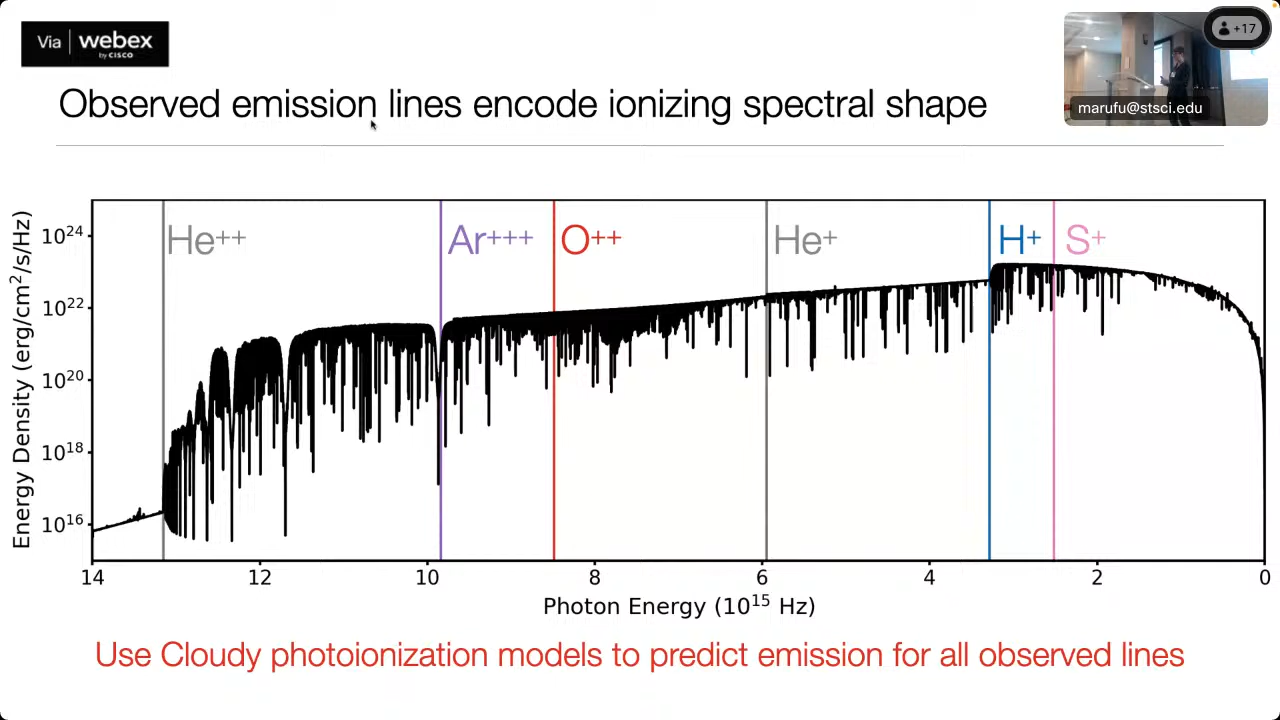 Via webex
by CISCO
+17
marufu@stsci.edu
Observed emission lines encode ionizing spectral shape
He++
Ar+++
O++
He+
H+
S+
Energy Density (erg/cm²/s/Hz)
10²⁴
10²²
10²⁰
10¹⁸
10¹⁶
14 12 10 8 6 4 2 0
Photon Energy (10¹⁵ Hz)
Use Cloudy photoionization models to predict emission for all observed lines